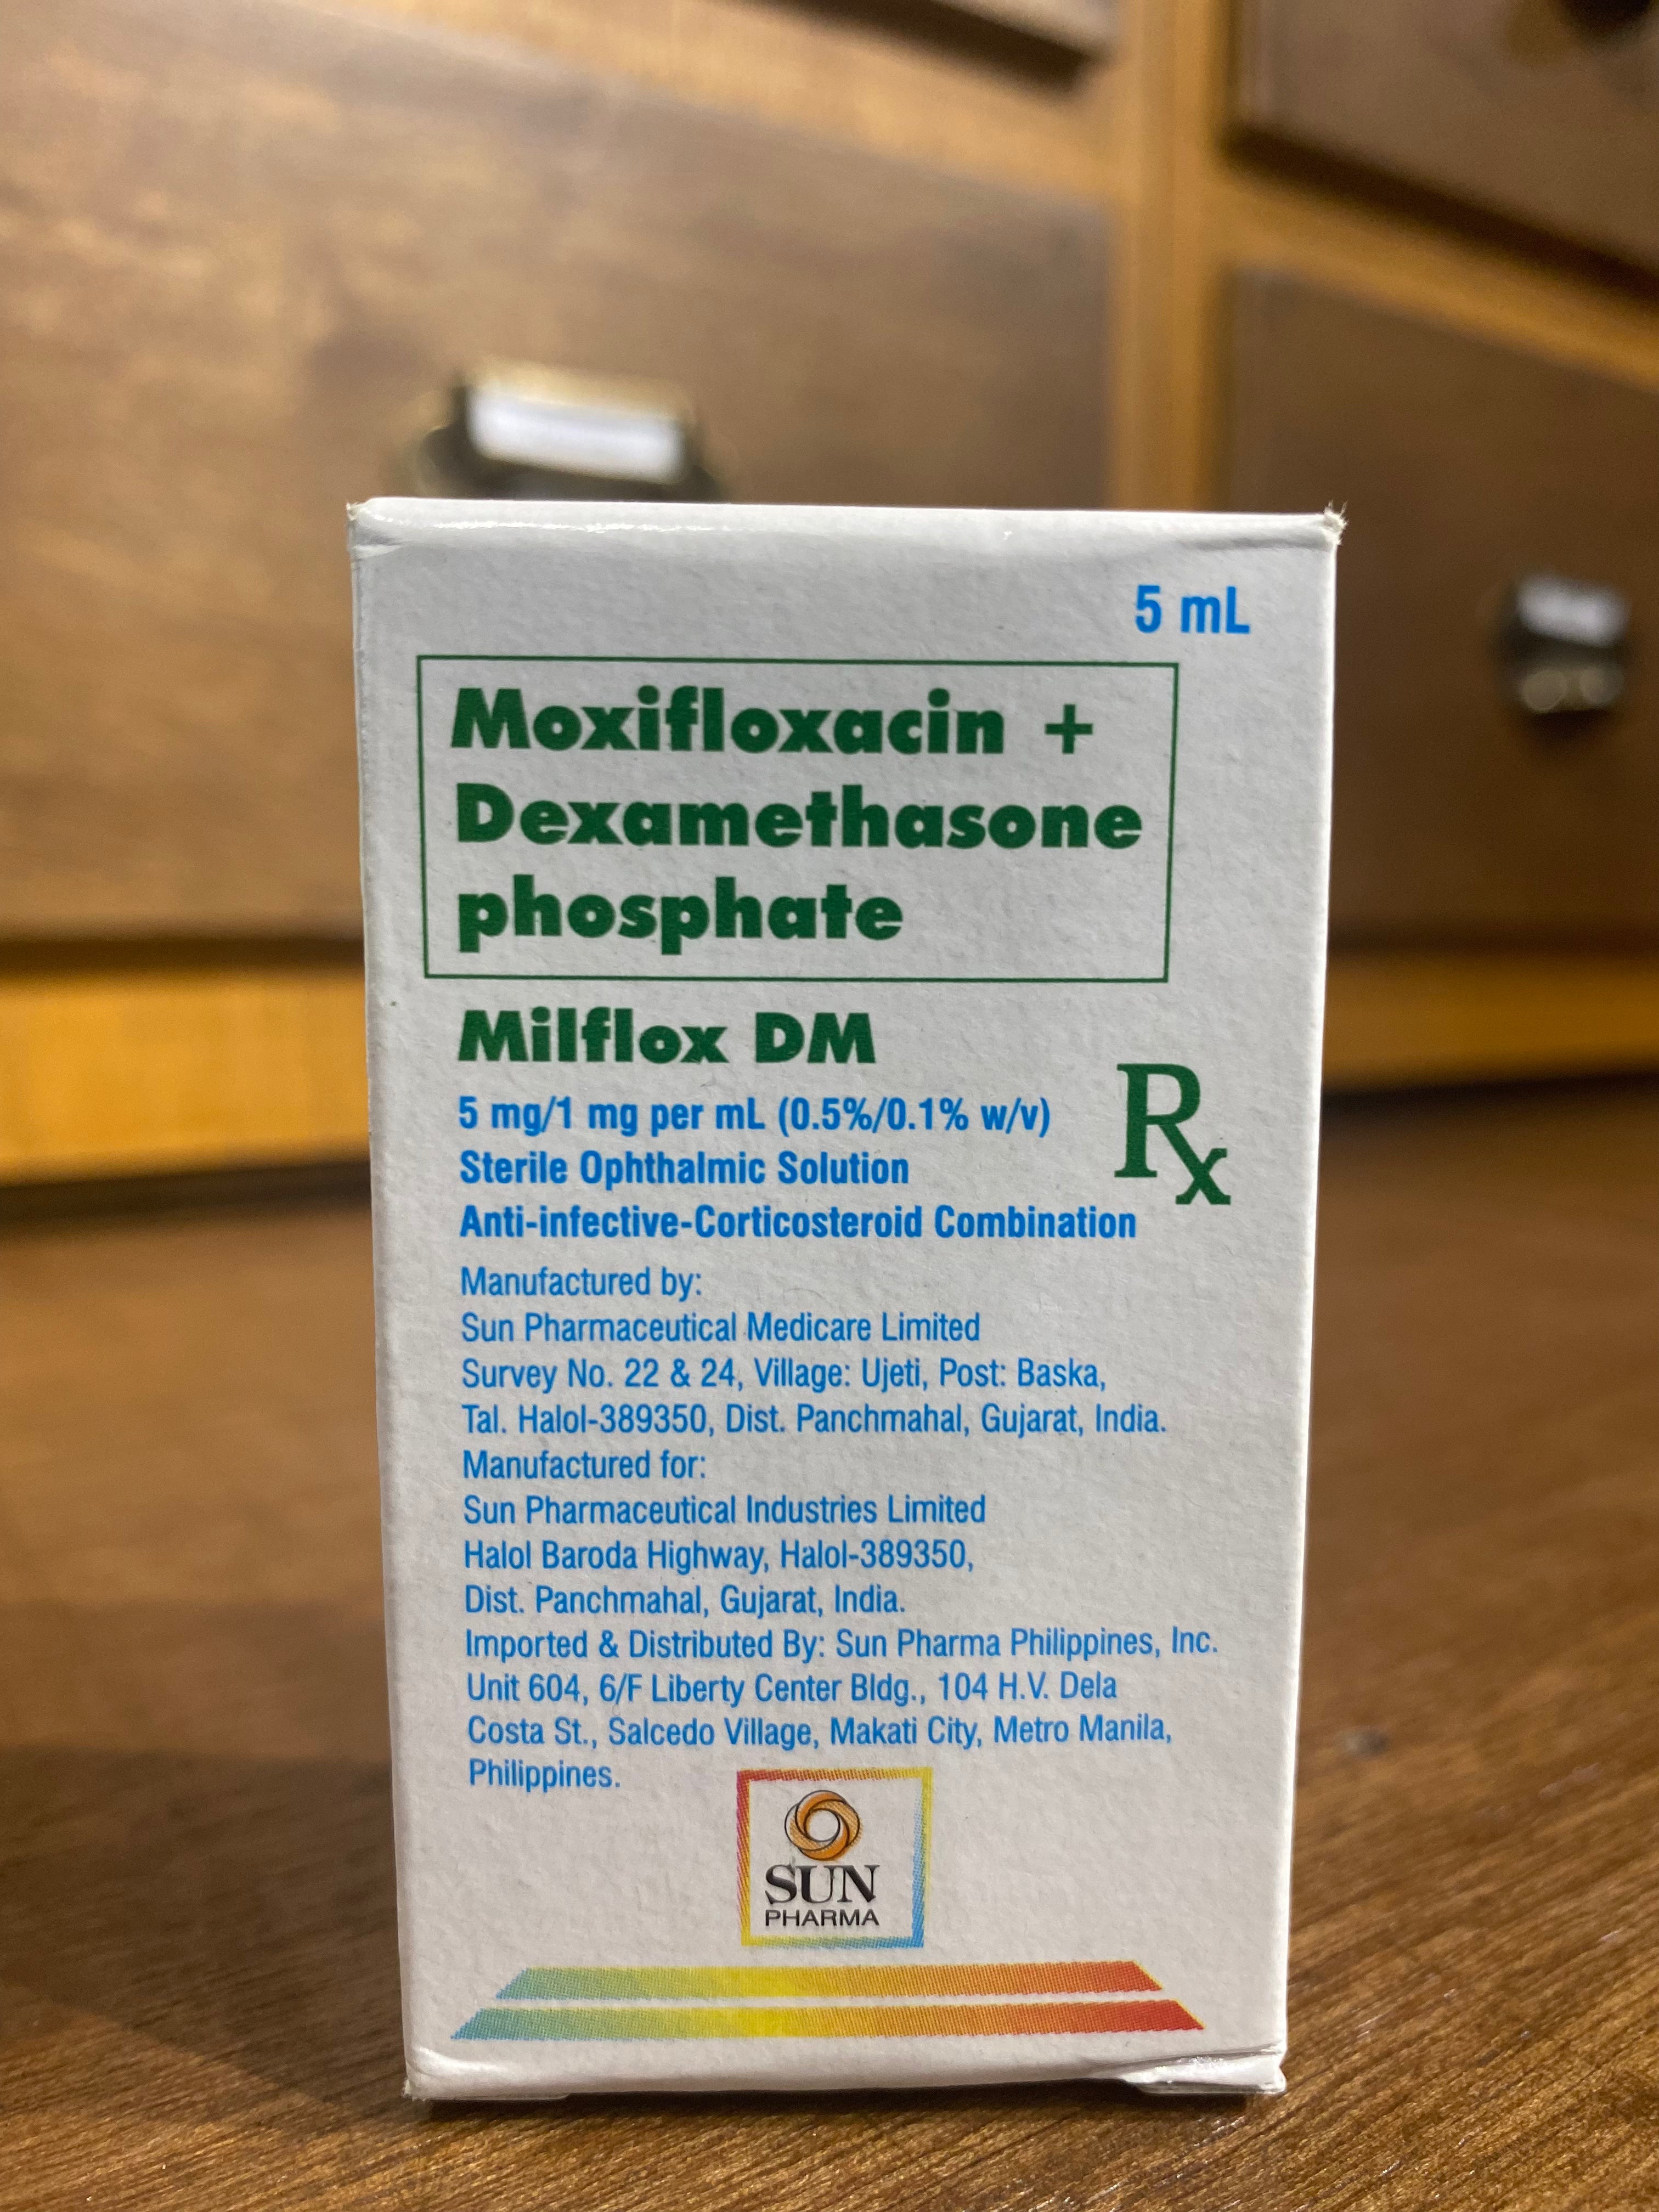 5 mL
Moxifloxacin +
Dexamethasone
phosphate
Milflox DM
Rx
5 mg/1 mg per mL (0.5%/0.1% w/v)
Sterile Ophthalmic Solution
Anti-infective-Corticosteroid Combination
Manufactured by:
Sun Pharmaceutical Medicare Limited
Survey No. 22 & 24, Village: Ujeti, Post: Baska,
Tal. Halol-389350, Dist. Panchmahal, Gujarat, India.
Manufactured for:
Sun Pharmaceutical Industries Limited
Halol Baroda Highway, Halol-389350,
Dist. Panchmahal, Gujarat, India.
Imported & Distributed By: Sun Pharma Philippines, Inc.
Unit 604, 6/F Liberty Center Bldg., 104 H.V. Dela
Costa St., Salcedo Village, Makati City, Metro Manila,
Philippines.
SUN
PHARMA